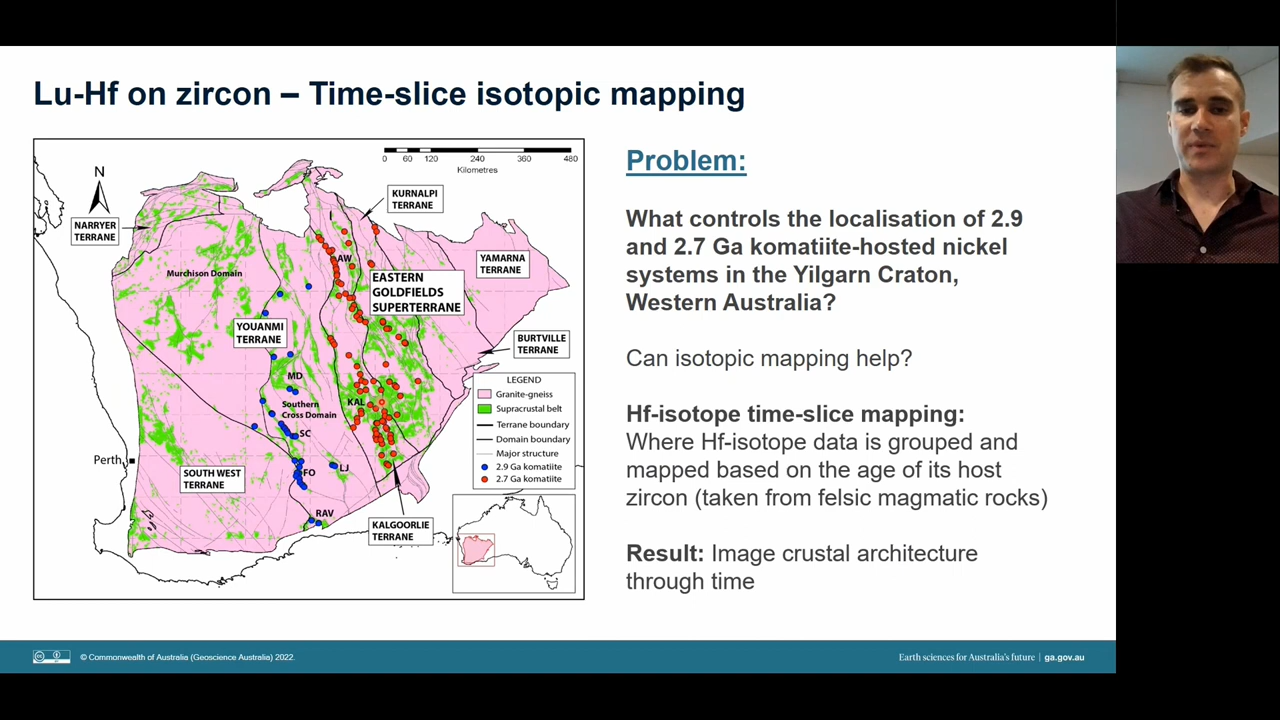 Lu-Hf on zircon – Time-slice isotopic mapping
0 60 120 240 360 480
Kilometres
N
NARRYER
TERRANE
KURNALPI
TERRANE
Murchison Domain
AW
YAMARNA
TERRANE
EASTERN
GOLDFIELDS
SUPERTERRANE
YOUANMI
TERRANE
BURTVILLE
TERRANE
MD
Southern
Cross Domain
KAL
SC
Perth
FO
LJ
SOUTH WEST
TERRANE
RAV
KALGOORLIE
TERRANE
LEGEND
Granite-gneiss
Supracrustal belt
Terrane boundary
Domain boundary
Major structure
2.9 Ga komatiite
2.7 Ga komatiite
Problem:
What controls the localisation of 2.9
and 2.7 Ga komatiite-hosted nickel
systems in the Yilgarn Craton,
Western Australia?
Can isotopic mapping help?
Hf-isotope time-slice mapping:
Where Hf-isotope data is grouped and
mapped based on the age of its host
zircon (taken from felsic magmatic rocks)
Result: Image crustal architecture
through time
© Commonwealth of Australia (Geoscience Australia) 2022.
Earth sciences for Australia's future | ga.gov.au